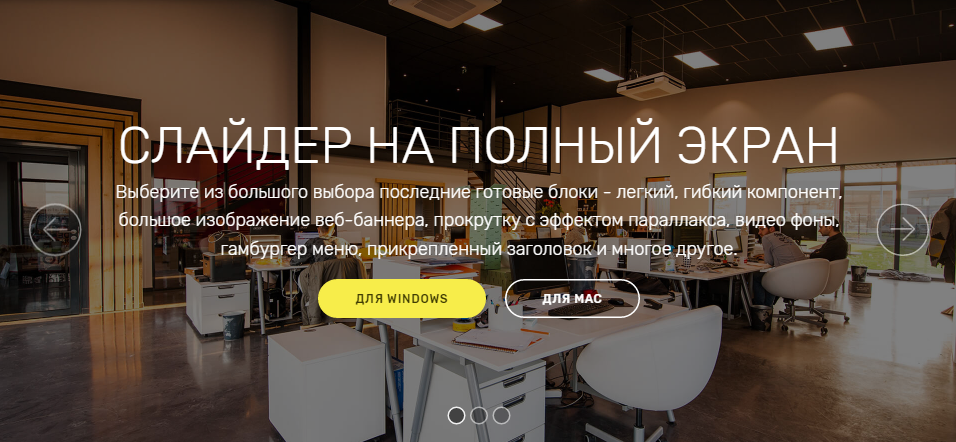 СЛАЙДЕР НА ПОЛНЫЙ ЭКРАН
Выберите из большого выбора последние готовые блоки - легкий, гибкий компонент,
большое изображение веб-баннера, прокрутку с эффектом параллакса, видео фоны,
гамбургер меню, прикрепленный заголовок и многое другое.
ДЛЯ WINDOWS
ДЛЯ MAC